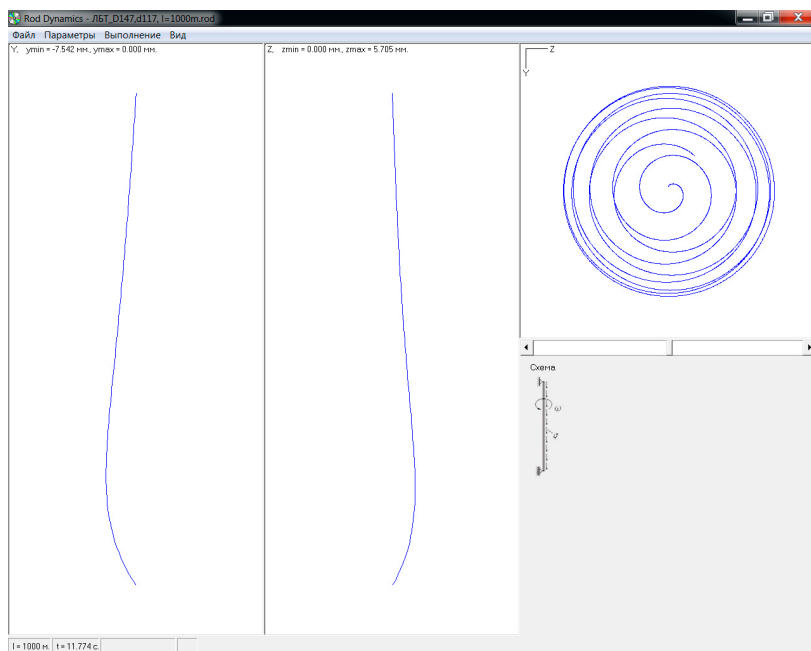 Rod Dynamics - ЛБТ_D147,d117, l=1000m.rod
Файл Параметры Выполнение Вид
Y, ymin = -7.542 мм., ymax = 0.000 мм.
Z, zmin = 0.000 мм., zmax = 5.705 мм.
Z
Y
Схема
ω
l = 1000 м. t = 11.774 с.